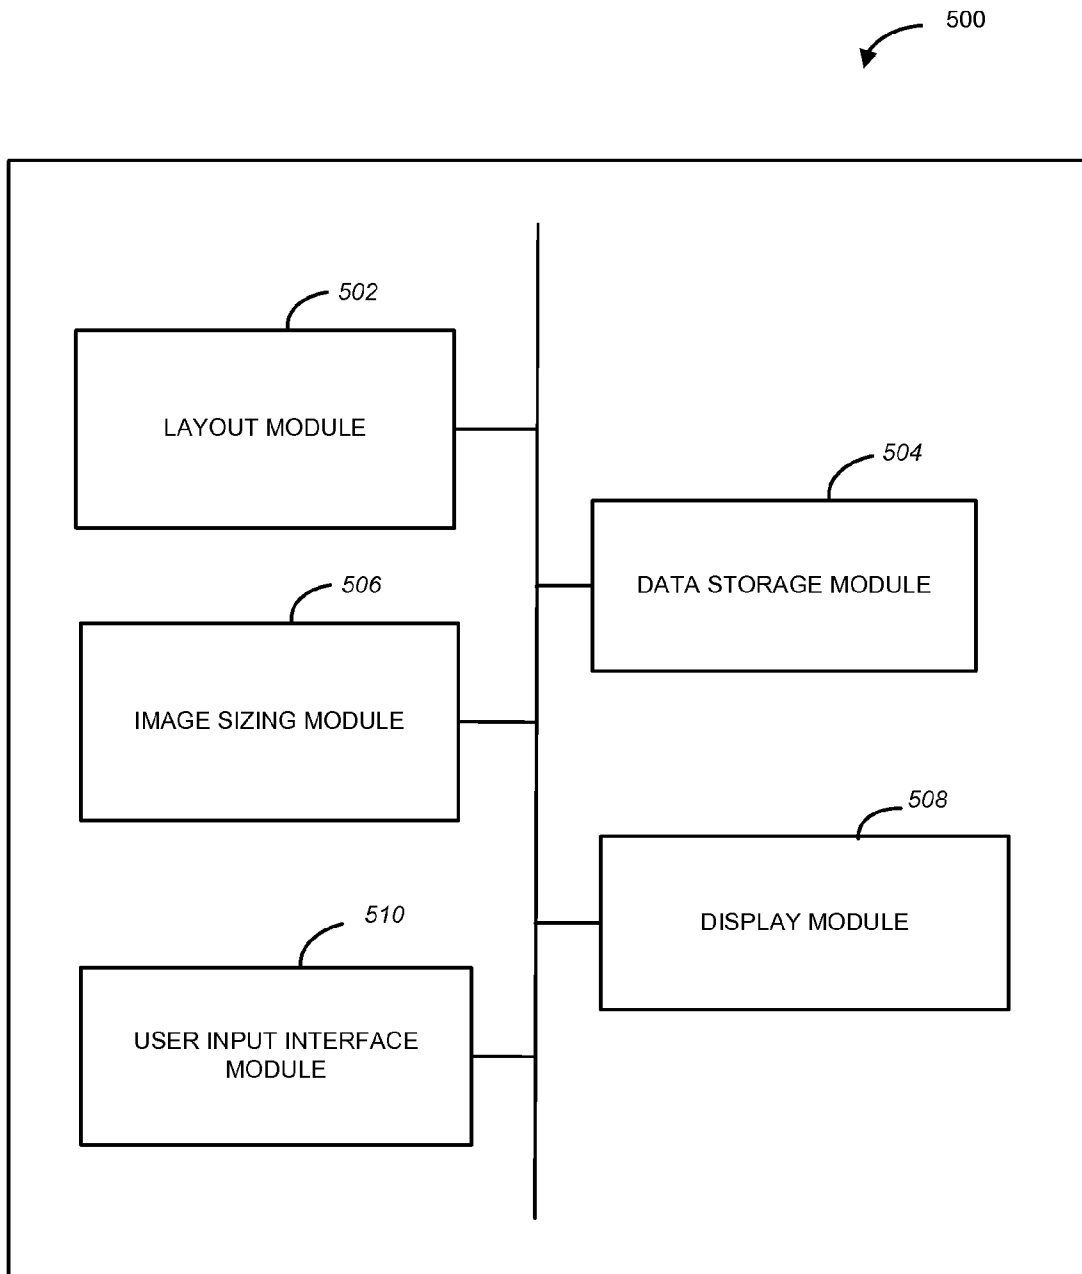 500
502
LAYOUT MODULE
504
DATA STORAGE MODULE
506
IMAGE SIZING MODULE
508
DISPLAY MODULE
510
USER INPUT INTERFACE
MODULE